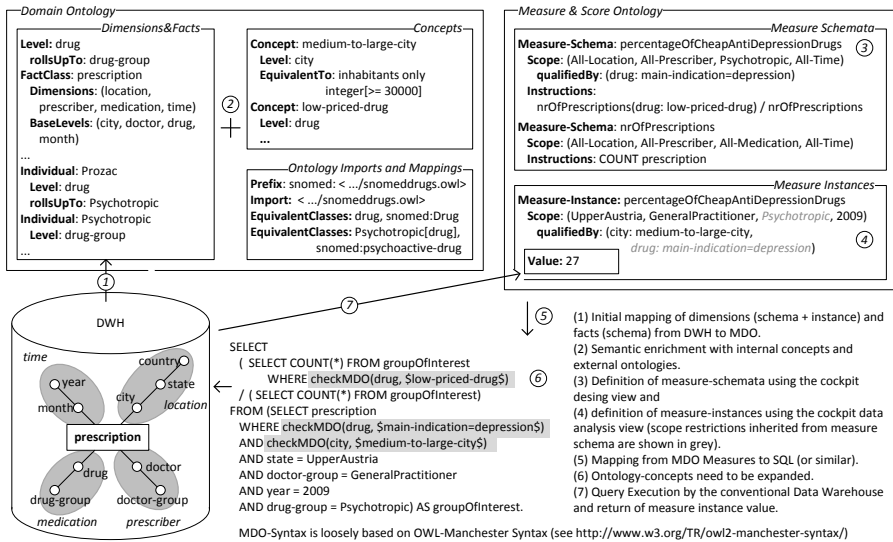 Domain Ontology
Dimensions&Facts
Level: drug
rollsUpTo: drug-group
FactClass: prescription
Dimensions: (location,
prescriber, medication, time)
BaseLevels: (city, doctor, drug,
month)
...
Individual: Prozac
Level: drug
rollsUpTo: Psychotropic
Individual: Psychotropic
Level: drug-group
...
2
Concepts
Concept: medium-to-large-city
Level: city
EquivalentTo: inhabitants only
integer[>= 30000]
Concept: low-priced-drug
Level: drug
...
Ontology Imports and Mappings
Prefix: snomed: < .../snomeddrugs.owl>
Import: < .../snomeddrugs.owl>
EquivalentClasses: drug, snomed:Drug
EquivalentClasses: Psychotropic[drug],
snomed:psychoactive-drug
Measure & Score Ontology
Measure Schemata
Measure-Schema: percentageOfCheapAntiDepressionDrugs
3
Scope: (All-Location, All-Prescriber, Psychotropic, All-Time)
qualifiedBy: (drug: main-indication=depression)
Instructions:
nrOfPrescriptions(drug: low-priced-drug) / nrOfPrescriptions
Measure-Schema: nrOfPrescriptions
Scope: (All-Location, All-Prescriber, All-Medication, All-Time)
Instructions: COUNT prescription
Measure Instances
Measure-Instance: percentageOfCheapAntiDepressionDrugs
Scope: (UpperAustria, GeneralPractitioner, Psychotropic, 2009)
qualifiedBy: (city: medium-to-large-city,
drug: main-indication=depression)
4
Value: 27
1
7
5
DWH
time
country
year
state
month
city
location
prescription
drug
doctor
drug-group
doctor-group
medication
prescriber
SELECT
( SELECT COUNT(*) FROM groupOfInterest
WHERE checkMDO(drug, $low-priced-drug$)
6
/ ( SELECT COUNT(*) FROM groupOfInterest)
FROM (SELECT prescription
WHERE checkMDO(drug, $main-indication=depression$)
AND checkMDO(city, $medium-to-large-city$)
AND state = UpperAustria
AND doctor-group = GeneralPractitioner
AND year = 2009
AND drug-group = Psychotropic) AS groupOfInterest.
(1) Initial mapping of dimensions (schema + instance) and
facts (schema) from DWH to MDO.
(2) Semantic enrichment with internal concepts and
external ontologies.
(3) Definition of measure-schemata using the cockpit
desing view and
(4) definition of measure-instances using the cockpit data
analysis view (scope restrictions inherited from measure
schema are shown in grey).
(5) Mapping from MDO Measures to SQL (or similar).
(6) Ontology-concepts need to be expanded.
(7) Query Execution by the conventional Data Warehouse
and return of measure instance value.
MDO-Syntax is loosely based on OWL-Manchester Syntax (see http://www.w3.org/TR/owl2-manchester-syntax/)